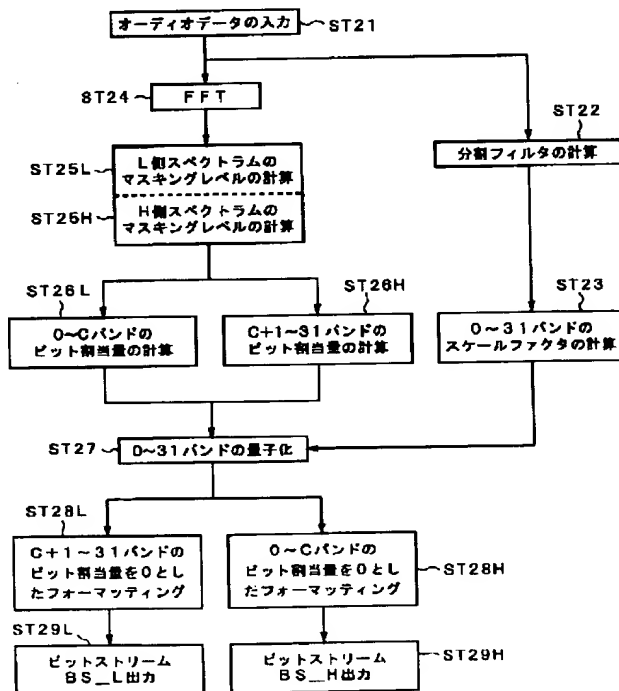 オーディオデータの入力
ST21
ST24
FFT
ST22
分割フィルタの計算
ST25L
L側スペクトラムの
マスキングレベルの計算
ST25H
H側スペクトラムの
マスキングレベルの計算
ST26L
0~Cバンドの
ビット割当量の計算
ST26H
C+1~31バンドの
ビット割当量の計算
ST23
0~31バンドの
スケールファクタの計算
ST27
0~31バンドの量子化
ST28L
C+1~31バンドの
ビット割当量を0とし
たフォーマッティング
0~Cバンドの
ビット割当量を0とし
たフォーマッティング
ST28H
ST29L
ビットストリーム
BS__L出力
ビットストリーム
BS__H出力
ST29H